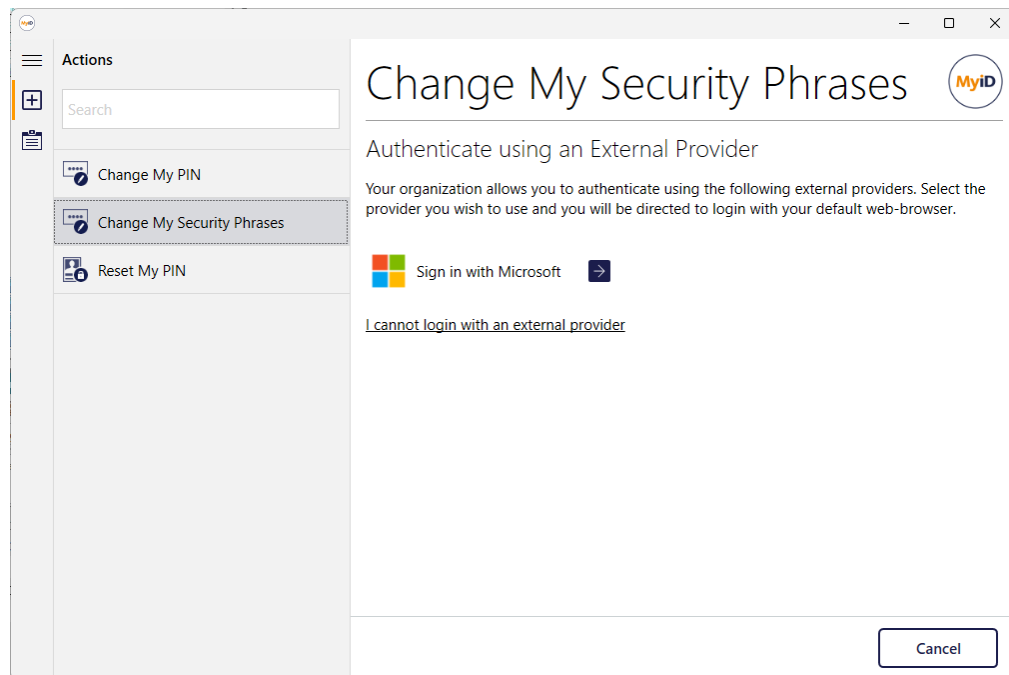 MyiD
Actions
Search
Change My PIN
Change My Security Phrases
Reset My PIN
Change My Security Phrases
MyiD
Authenticate using an External Provider
Your organization allows you to authenticate using the following external providers. Select the
provider you wish to use and you will be directed to login with your default web-browser.
Sign in with Microsoft
I cannot login with an external provider
Cancel